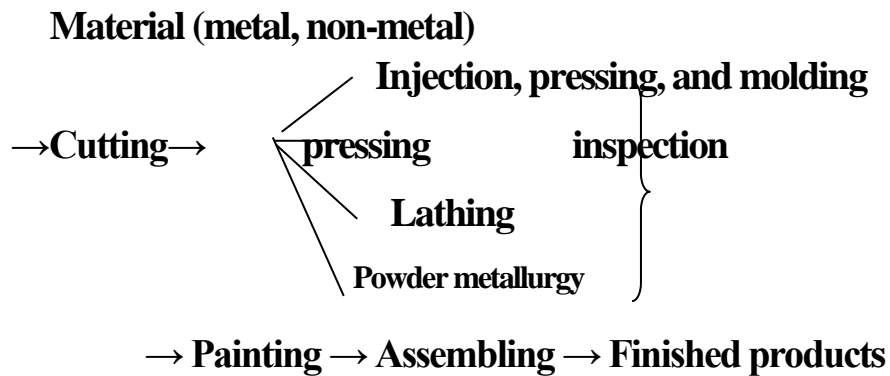 Material (metal, non-metal)
Injection, pressing, and molding
→Cutting→ pressing inspection
Lathing
Powder metallurgy
→ Painting → Assembling → Finished products